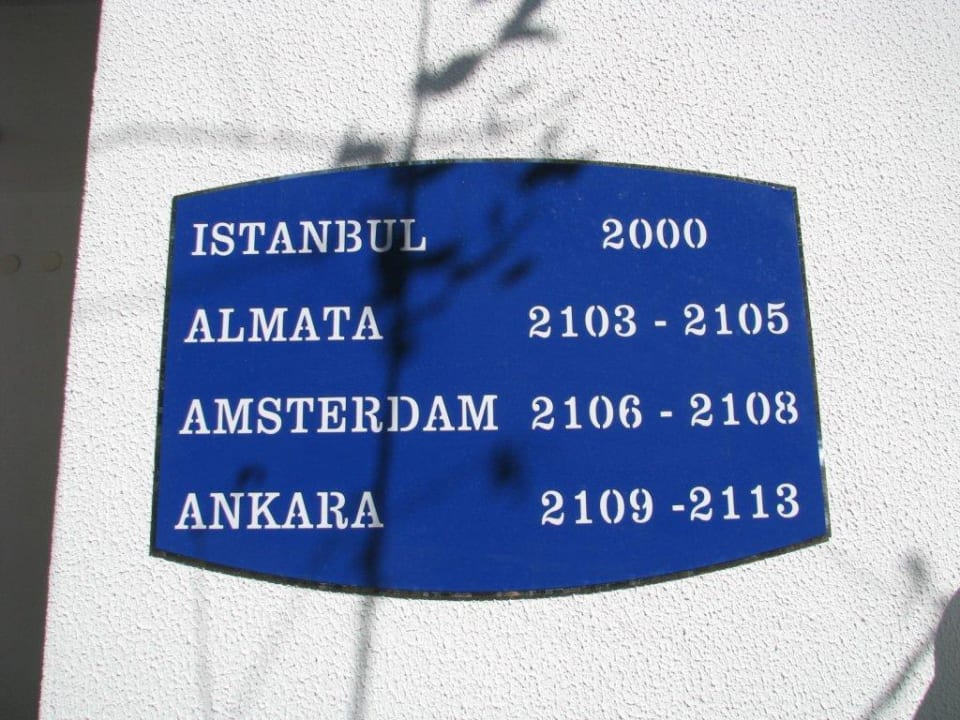 ISTANBUL 2000
ALMATA 2103 - 2105
AMSTERDAM 2106 - 2108
ANKARA 2109 -2113